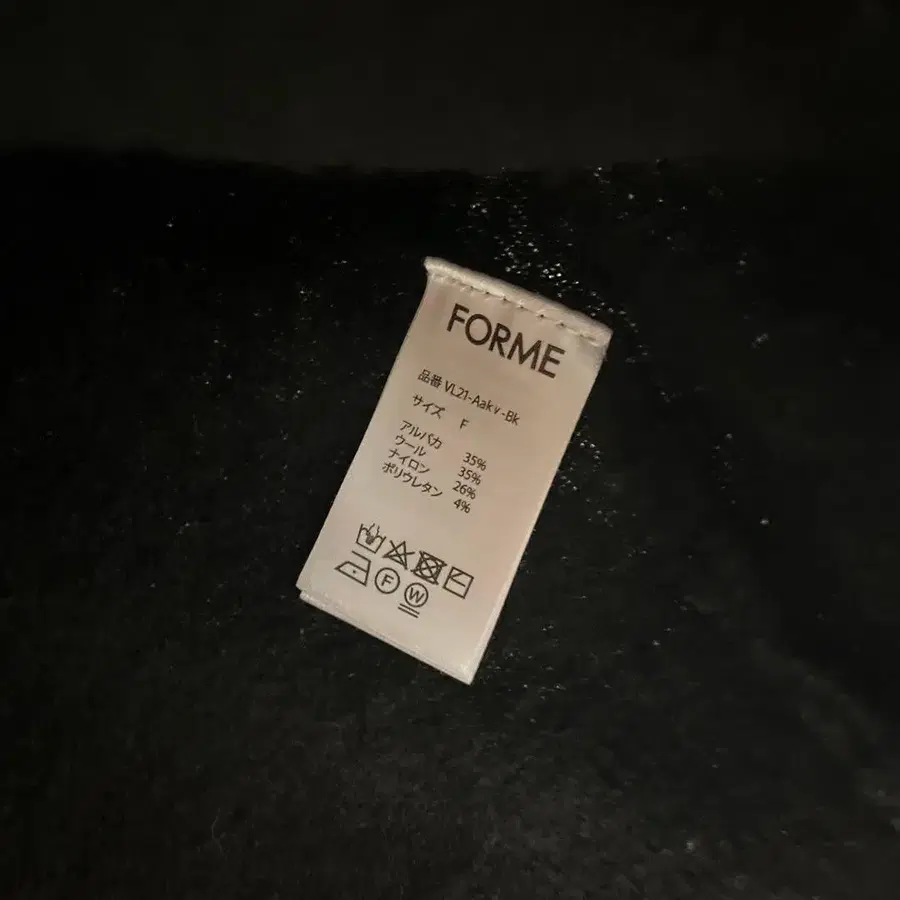 FORME
品番 VL21-Aakv-Bk
サイズ F
アルパカ 35%
ウール 35%
ナイロン 26%
ポリウレタン 4%
F W